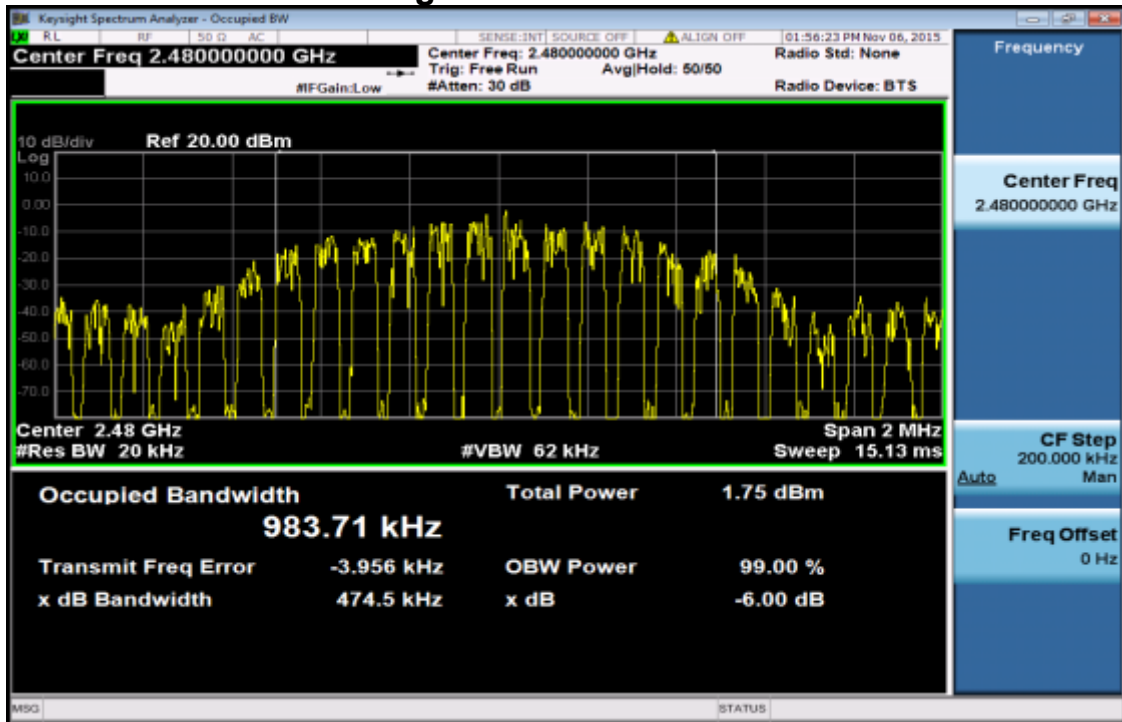 g
Keysight Spectrum Analyzer - Occupied BW
RL RF 50 Ω AC SENSE:INT SOURCE OFF ALIGN OFF 01:56:23 PM Nov 06, 2015
Center Freq 2.480000000 GHz
Center Freq: 2.480000000 GHz
Radio Std: None
Trig: Free Run Avg|Hold: 50/50
#IFGain:Low
#Atten: 30 dB
Radio Device: BTS
10 dB/div Ref 20.00 dBm
Log
10.0
0.00
-10.0
-20.0
-30.0
-40.0
-50.0
-60.0
-70.0
Center 2.48 GHz
Span 2 MHz
#Res BW 20 kHz
#VBW 62 kHz
Sweep 15.13 ms
Occupied Bandwidth
983.71 kHz
Total Power 1.75 dBm
Transmit Freq Error -3.956 kHz
OBW Power 99.00 %
x dB Bandwidth 474.5 kHz
x dB -6.00 dB
Frequency
Center Freq
2.480000000 GHz
CF Step
200.000 kHz
Auto Man
Freq Offset
0 Hz
MSG
STATUS